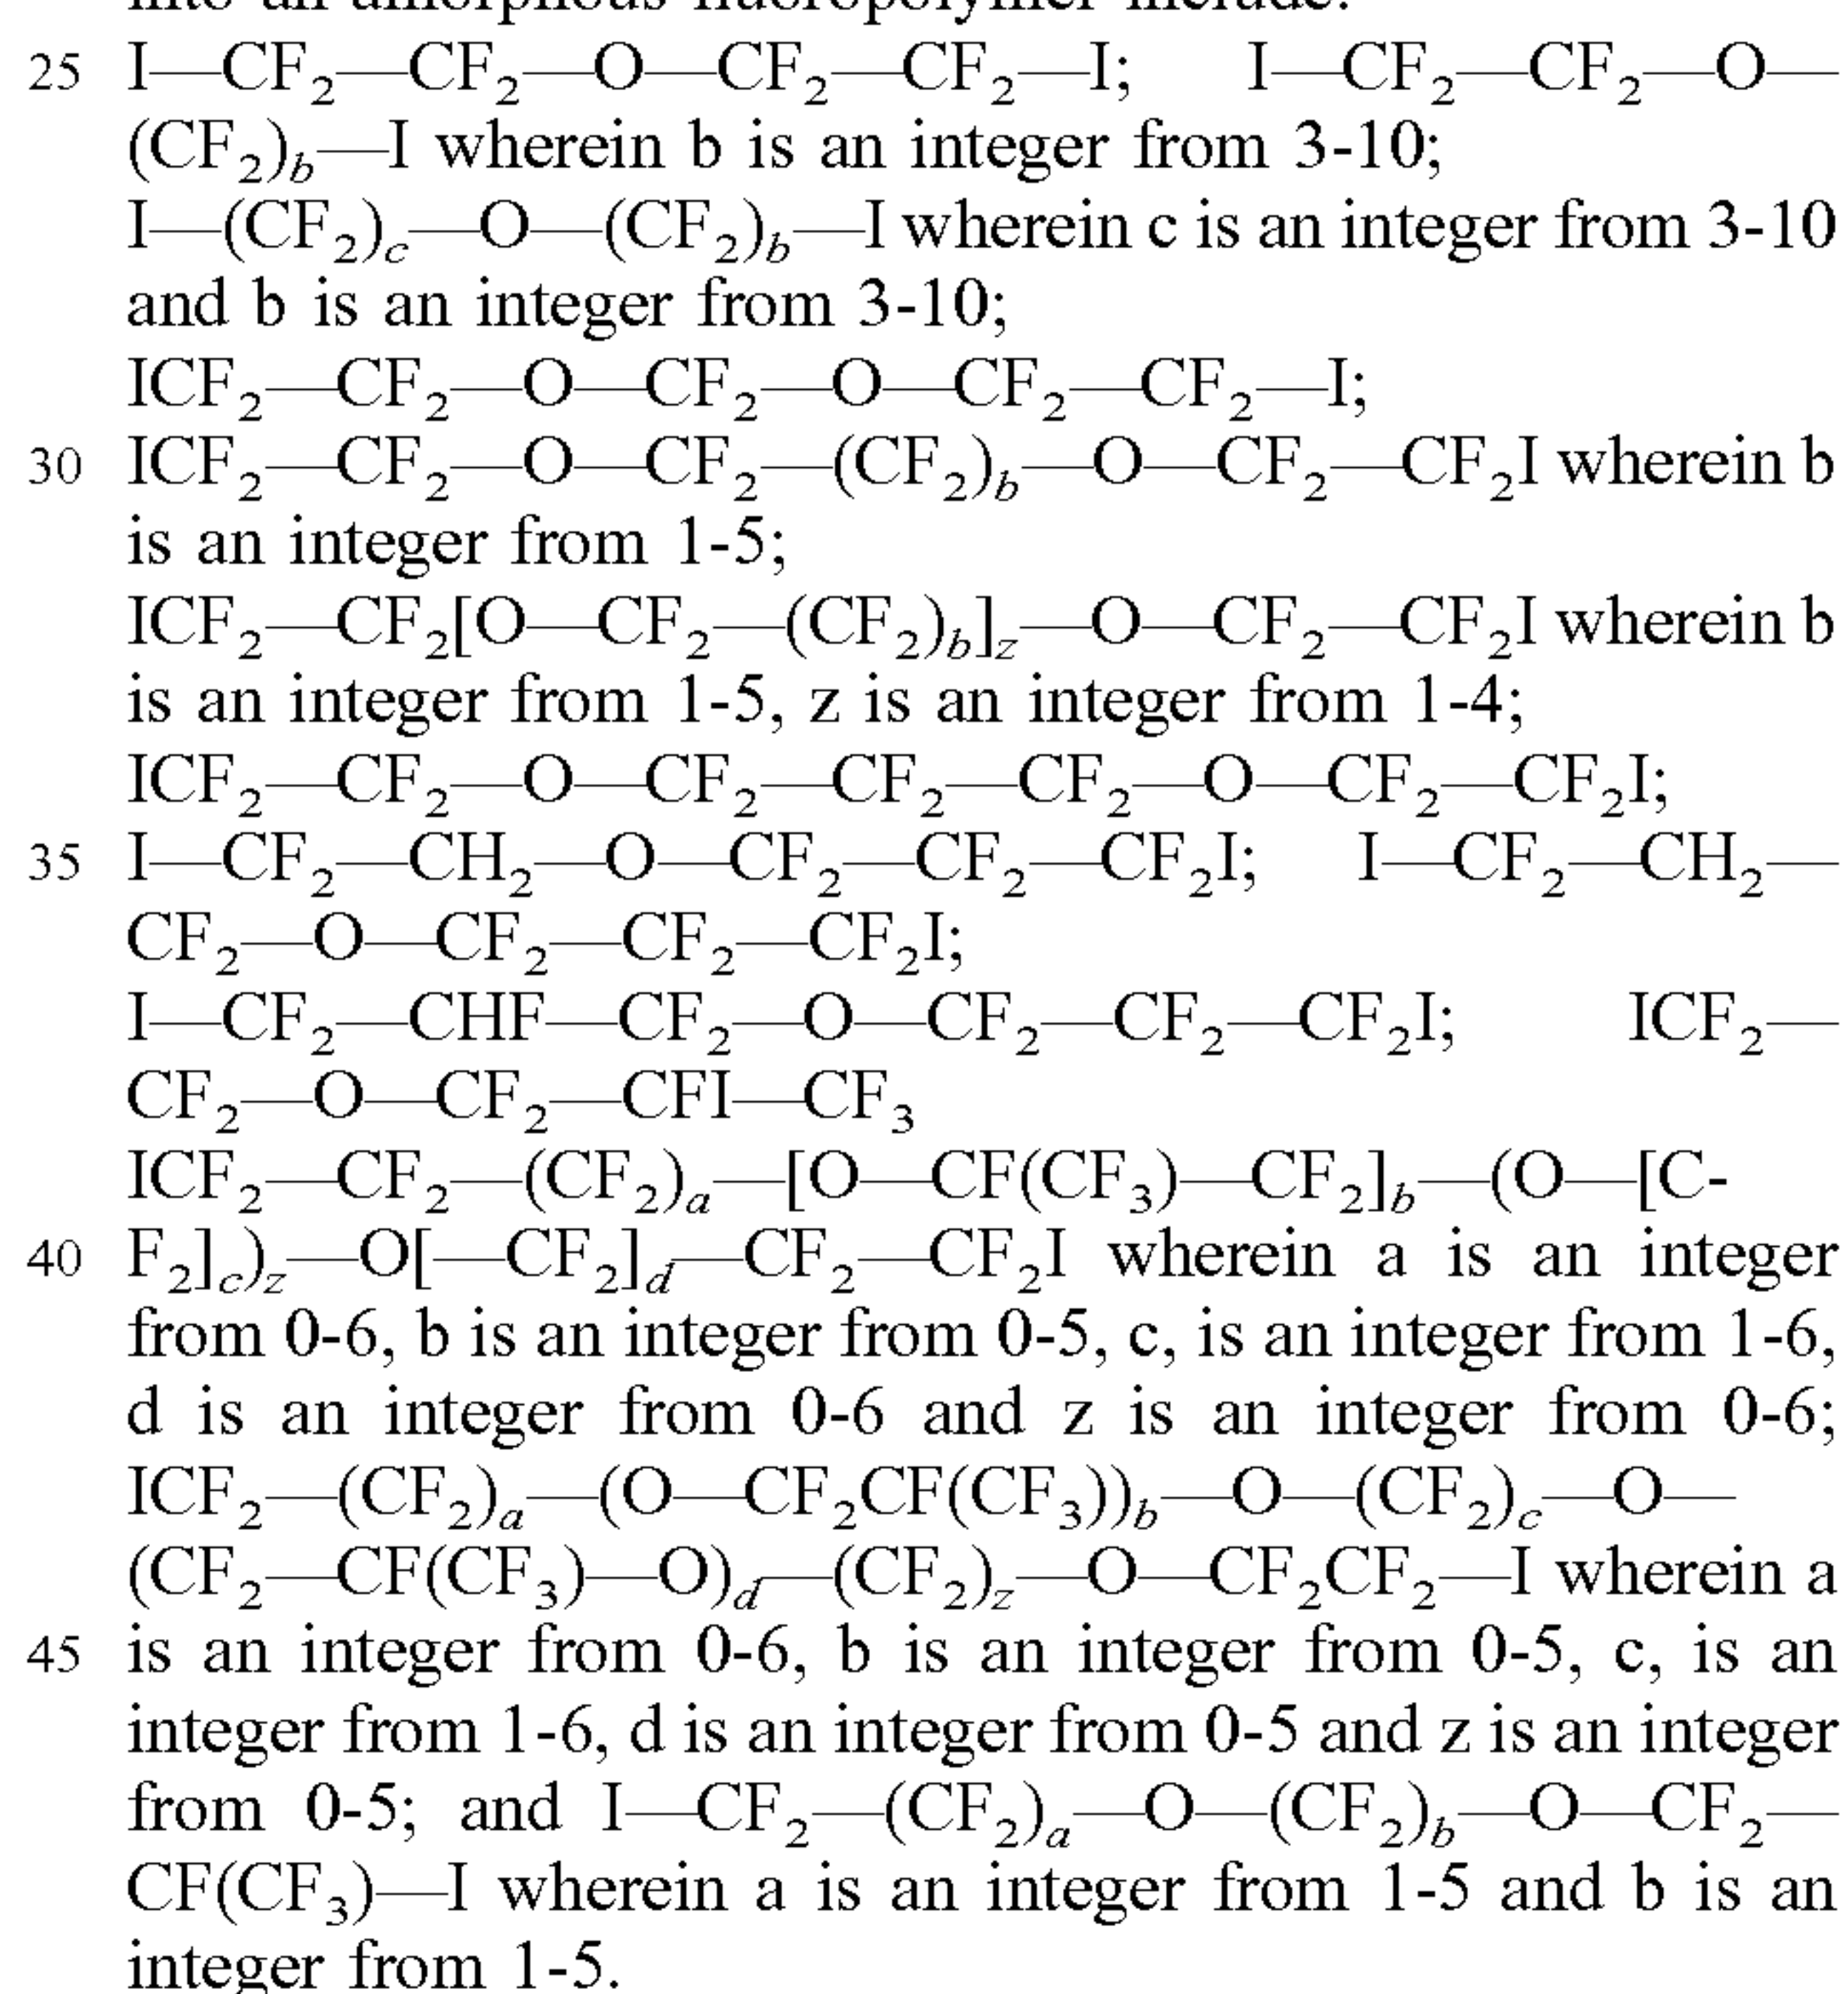 into an amorphous fluoropolymer include:
25 I—CF₂—CF₂—O—CF₂—CF₂—I; I—CF₂—CF₂—O—
(CF₂)b—I wherein b is an integer from 3-10;
I—(CF₂)c—O—(CF₂)b—I wherein c is an integer from 3-10
and b is an integer from 3-10;
ICF₂—CF₂—O—CF₂—O—CF₂—CF₂—I;
30 ICF₂—CF₂—O—CF₂—(CF₂)b—O—CF₂—CF₂I wherein b
is an integer from 1-5;
ICF₂—CF₂[O—CF₂—(CF₂)b]z—O—CF₂—CF₂I wherein b
is an integer from 1-5, z is an integer from 1-4;
ICF₂—CF₂—O—CF₂—CF₂—CF₂—O—CF₂—CF₂I;
35 I—CF₂—CH₂—O—CF₂—CF₂—CF₂I; I—CF₂—CH₂—
CF₂—O—CF₂—CF₂—CF₂I;
I—CF₂—CHF—CF₂—O—CF₂—CF₂—CF₂I; ICF₂—
CF₂—O—CF₂—CFI—CF₃
ICF₂—CF₂—(CF₂)a—[O—CF(CF₃)—CF₂]b—(O—[C-
40 F₂]c)z—O[—CF₂]d—CF₂—CF₂I wherein a is an integer
from 0-6, b is an integer from 0-5, c, is an integer from 1-6,
d is an integer from 0-6 and z is an integer from 0-6;
ICF₂—(CF₂)a—(O—CF₂CF(CF₃))b—O—(CF₂)c—O—
(CF₂—CF(CF₃)—O)d—(CF₂)z—O—CF₂CF₂—I wherein a
45 is an integer from 0-6, b is an integer from 0-5, c, is an
integer from 1-6, d is an integer from 0-5 and z is an integer
from 0-5; and I—CF₂—(CF₂)a—O—(CF₂)b—O—CF₂—
CF(CF₃)—I wherein a is an integer from 1-5 and b is an
integer from 1-5.